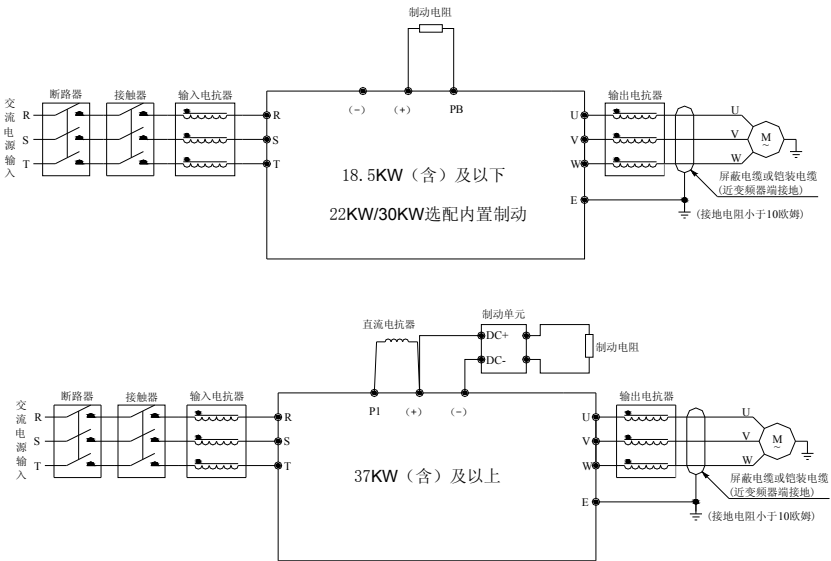 制动电阻
断路器
接触器
输入电抗器
输出电抗器
(-)
(+)
PB
交流电源输入
R
S
T
R
S
T
U
V
W
U
V
W
M
~
18.5KW（含）及以下
22KW/30KW选配内置制动
屏蔽电缆或铠装电缆
(近变频器端接地)
E
(接地电阻小于10欧姆)
制动单元
直流电抗器
DC+
DC-
制动电阻
断路器
接触器
输入电抗器
输出电抗器
P1
(+)
(-)
交流电源输入
R
S
T
R
S
T
U
V
W
U
V
W
M
~
37KW（含）及以上
屏蔽电缆或铠装电缆
(近变频器端接地)
E
(接地电阻小于10欧姆)